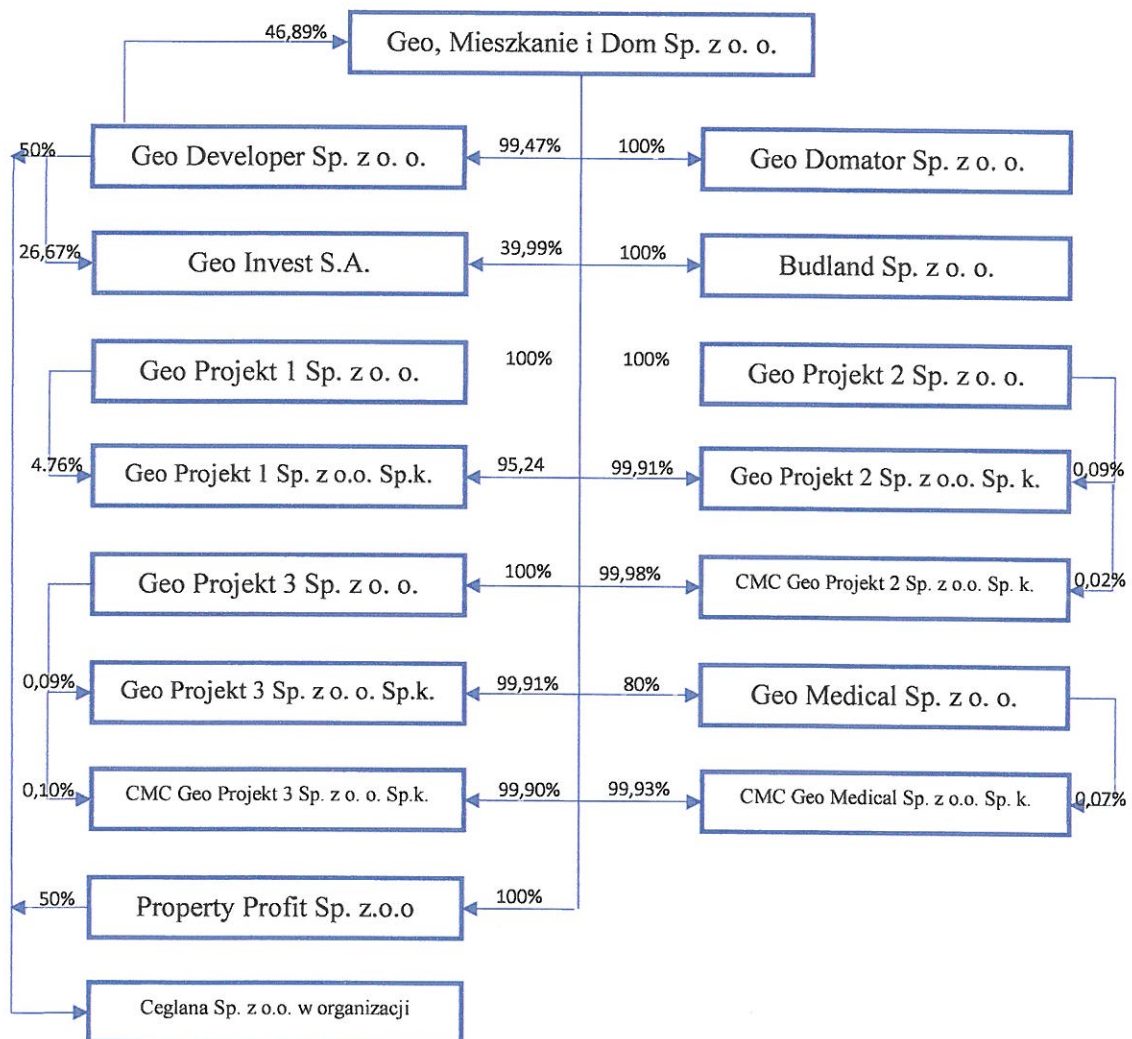 46,89%
Geo, Mieszkanie i Dom Sp. z o. o.
50%
Geo Developer Sp. z o. o.
99,47%
100%
Geo Domator Sp. z o. o.
26,67%
Geo Invest S.A.
39,99%
100%
Budland Sp. z o. o.
Geo Projekt 1 Sp. z o. o.
100%
100%
Geo Projekt 2 Sp. z o. o.
4.76%
Geo Projekt 1 Sp. z o.o. Sp.k.
95,24
99,91%
Geo Projekt 2 Sp. z o.o. Sp. k.
0,09%
Geo Projekt 3 Sp. z o. o.
100%
99,98%
CMC Geo Projekt 2 Sp. z o.o. Sp. k.
0,02%
0,09%
Geo Projekt 3 Sp. z o. o. Sp.k.
99,91%
80%
Geo Medical Sp. z o. o.
0,10%
CMC Geo Projekt 3 Sp. z o. o. Sp.k.
99,90%
99,93%
CMC Geo Medical Sp. z o.o. Sp. k.
0,07%
50%
Property Profit Sp. z.o.o
100%
Ceglana Sp. z o.o. w organizacji